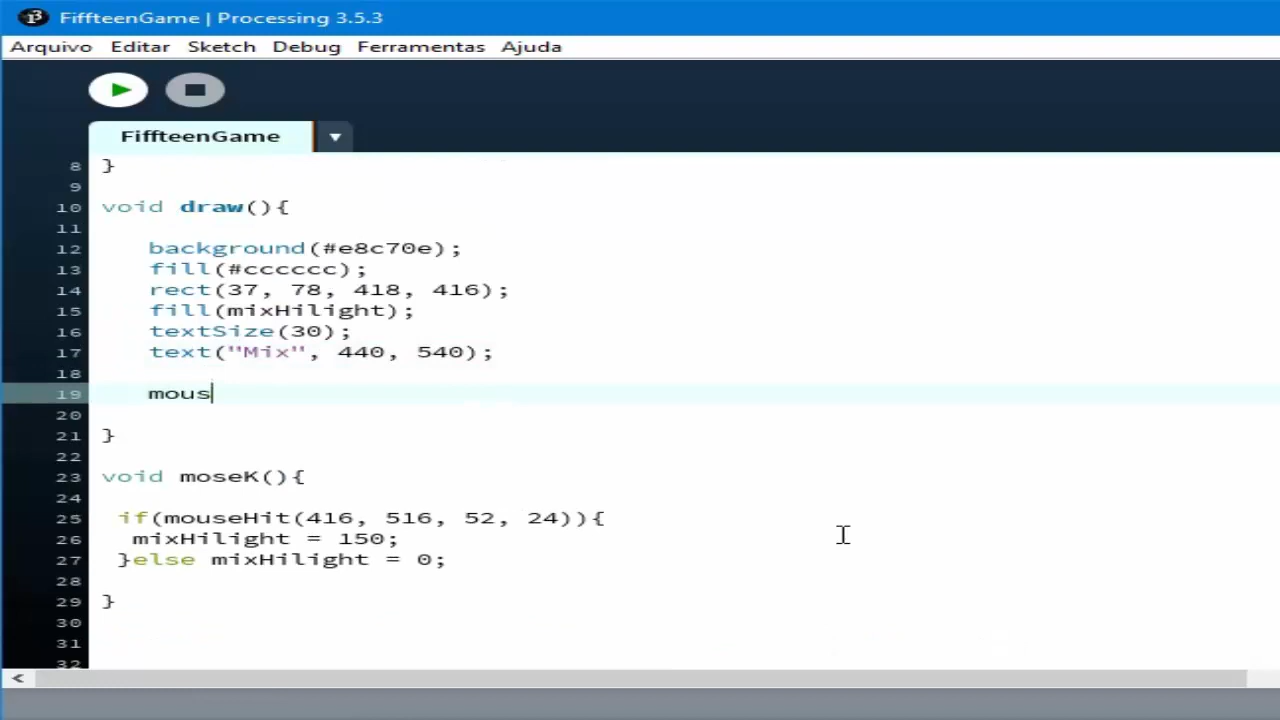 FiffteenGame | Processing 3.5.3
Arquivo Editar Sketch Debug Ferramentas Ajuda
FiffteenGame
8 }
9
10 void draw(){
11
12 background(#e8c70e);
13 fill(#cccccc);
14 rect(37, 78, 418, 416);
15 fill(mixHilight);
16 textSize(30);
17 text("Mix", 440, 540);
18
19 mous
20
21 }
22
23 void moseK(){
24
25 if(mouseHit(416, 516, 52, 24)){
26 mixHilight = 150;
27 }else mixHilight = 0;
28
29 }
30
31
32